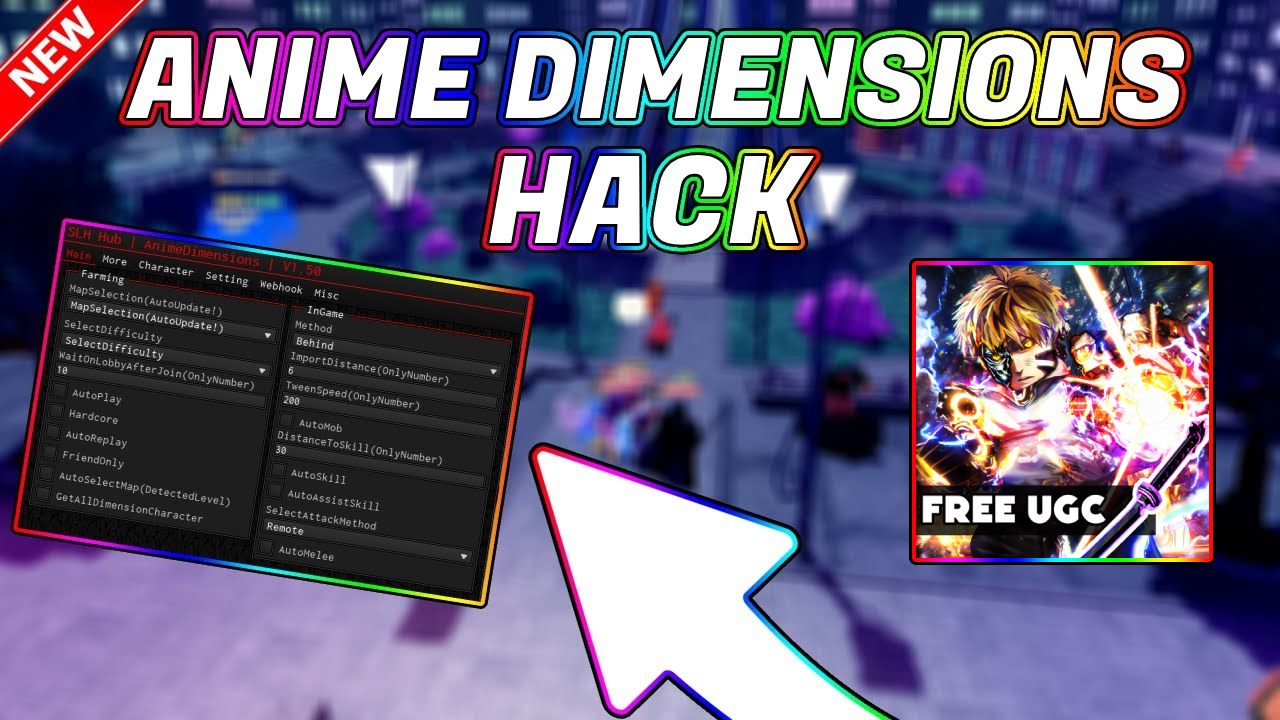 NEW
ANIME DIMENSIONS
HACK
SLH Hub | AnimeDimensions | V1.50
Main More Character Setting Webhook Misc
Farming
MapSelection(AutoUpdate!)
MapSelection(AutoUpdate!)
SelectDifficulty
SelectDifficulty
WaitOnLobbyAfterJoin(OnlyNumber)
10
AutoPlay
Hardcore
AutoReplay
FriendOnly
AutoSelectMap(DetectedLevel)
GetAllDimensionCharacter
InGame
Method
Behind
ImportDistance(OnlyNumber)
6
TweenSpeed(OnlyNumber)
200
AutoMob
DistanceToSkill(OnlyNumber)
30
AutoSkill
AutoAssistSkill
SelectAttackMethod
Remote
AutoMelee
FREE UGC